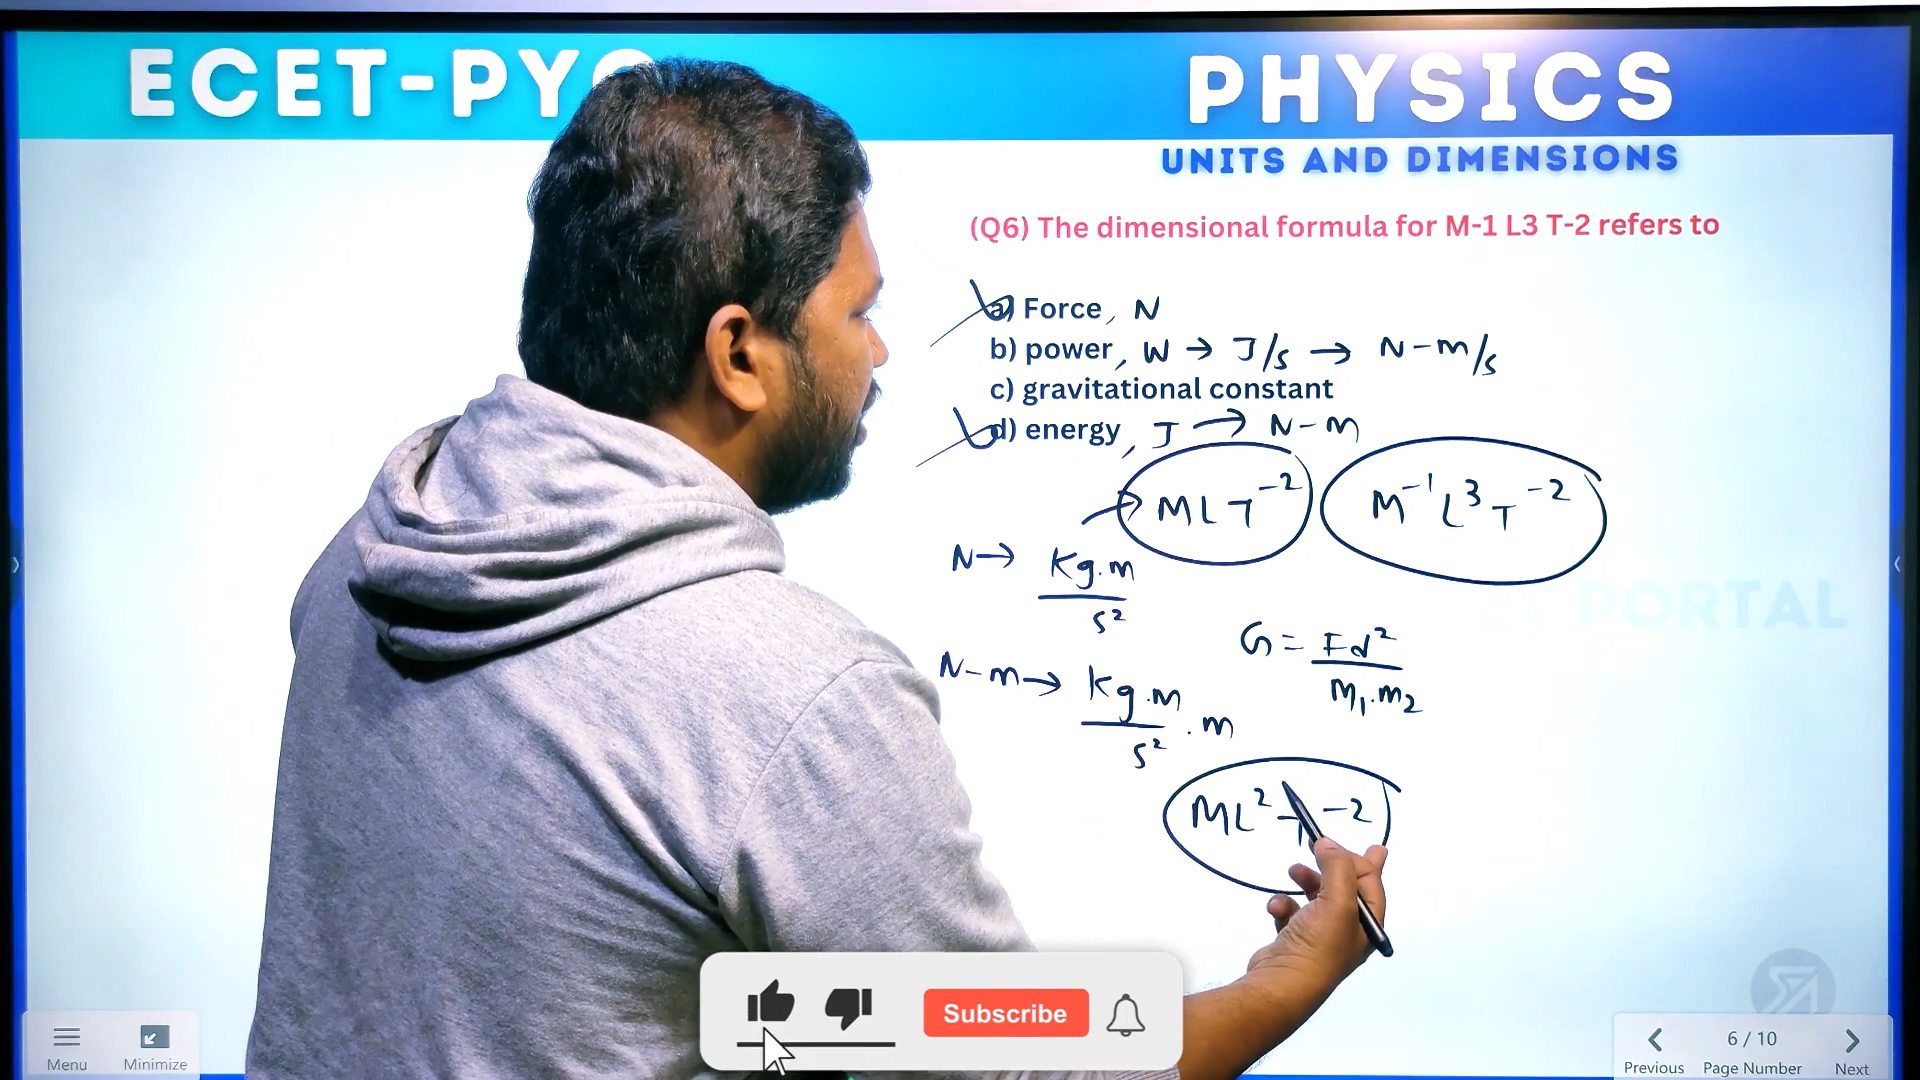 ECET-PYQ
PHYSICS
UNITS AND DIMENSIONS
(Q6) The dimensional formula for M-1 L3 T-2 refers to
a) Force, N
b) power, W → J/s → N-m/s
c) gravitational constant
d) energy, J → N-m
MLT⁻² M⁻¹L³T⁻²
N→ Kg.m
s²
G = Fd²
m₁.m₂
N-m→ Kg.m
s² .m
ML²T⁻²
PORTAL
Subscribe
Menu
Minimize
6 / 10
Previous
Page Number
Next